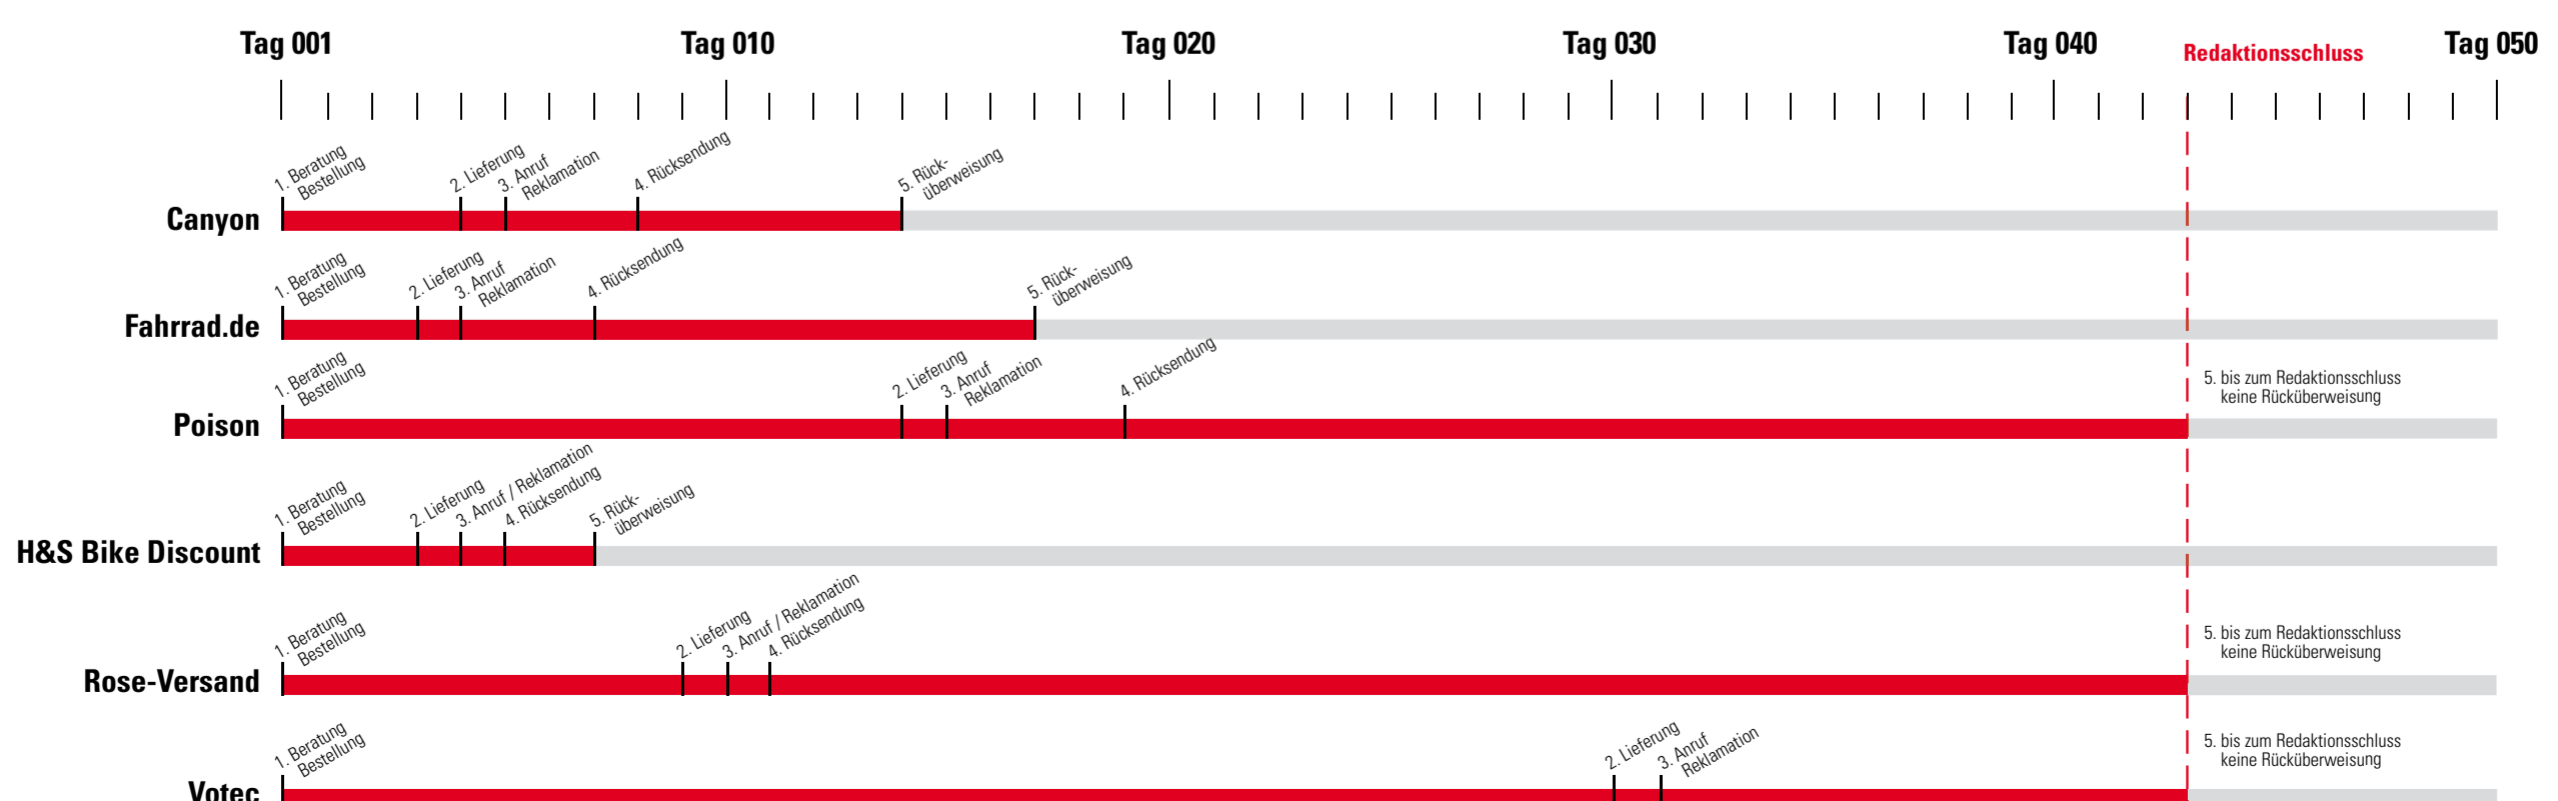 Tag 001 Tag 010 Tag 020 Tag 030 Tag 040 Redaktionsschluss Tag 050
1. Beratung
Bestellung
2. Lieferung
3. Anruf
Reklamation
4. Rücksendung
5. Rück-
überweisung
Canyon
1. Beratung
Bestellung
2. Lieferung
3. Anruf
Reklamation
4. Rücksendung
5. Rück-
überweisung
Fahrrad.de
1. Beratung
Bestellung
2. Lieferung
3. Anruf
Reklamation
4. Rücksendung
5. bis zum Redaktionsschluss
keine Rücküberweisung
Poison
1. Beratung
Bestellung
2. Lieferung
3. Anruf / Reklamation
4. Rücksendung
5. Rück-
überweisung
H&S Bike Discount
1. Beratung
Bestellung
2. Lieferung
3. Anruf / Reklamation
4. Rücksendung
5. bis zum Redaktionsschluss
keine Rücküberweisung
Rose-Versand
1. Beratung
Bestellung
2. Lieferung
3. Anruf
Reklamation
5. bis zum Redaktionsschluss
keine Rücküberweisung
Votec